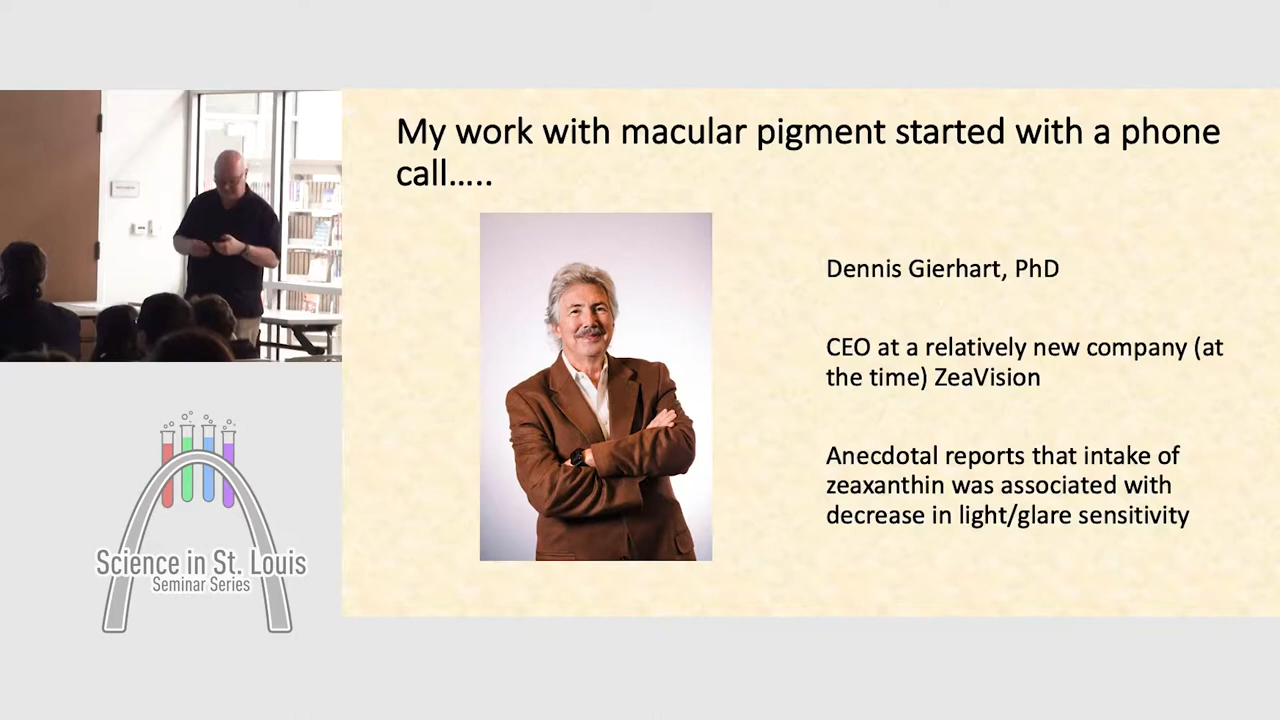 My work with macular pigment started with a phone
call…..
Dennis Gierhart, PhD
CEO at a relatively new company (at
the time) ZeaVision
Anecdotal reports that intake of
zeaxanthin was associated with
decrease in light/glare sensitivity
Science in St. Louis
Seminar Series